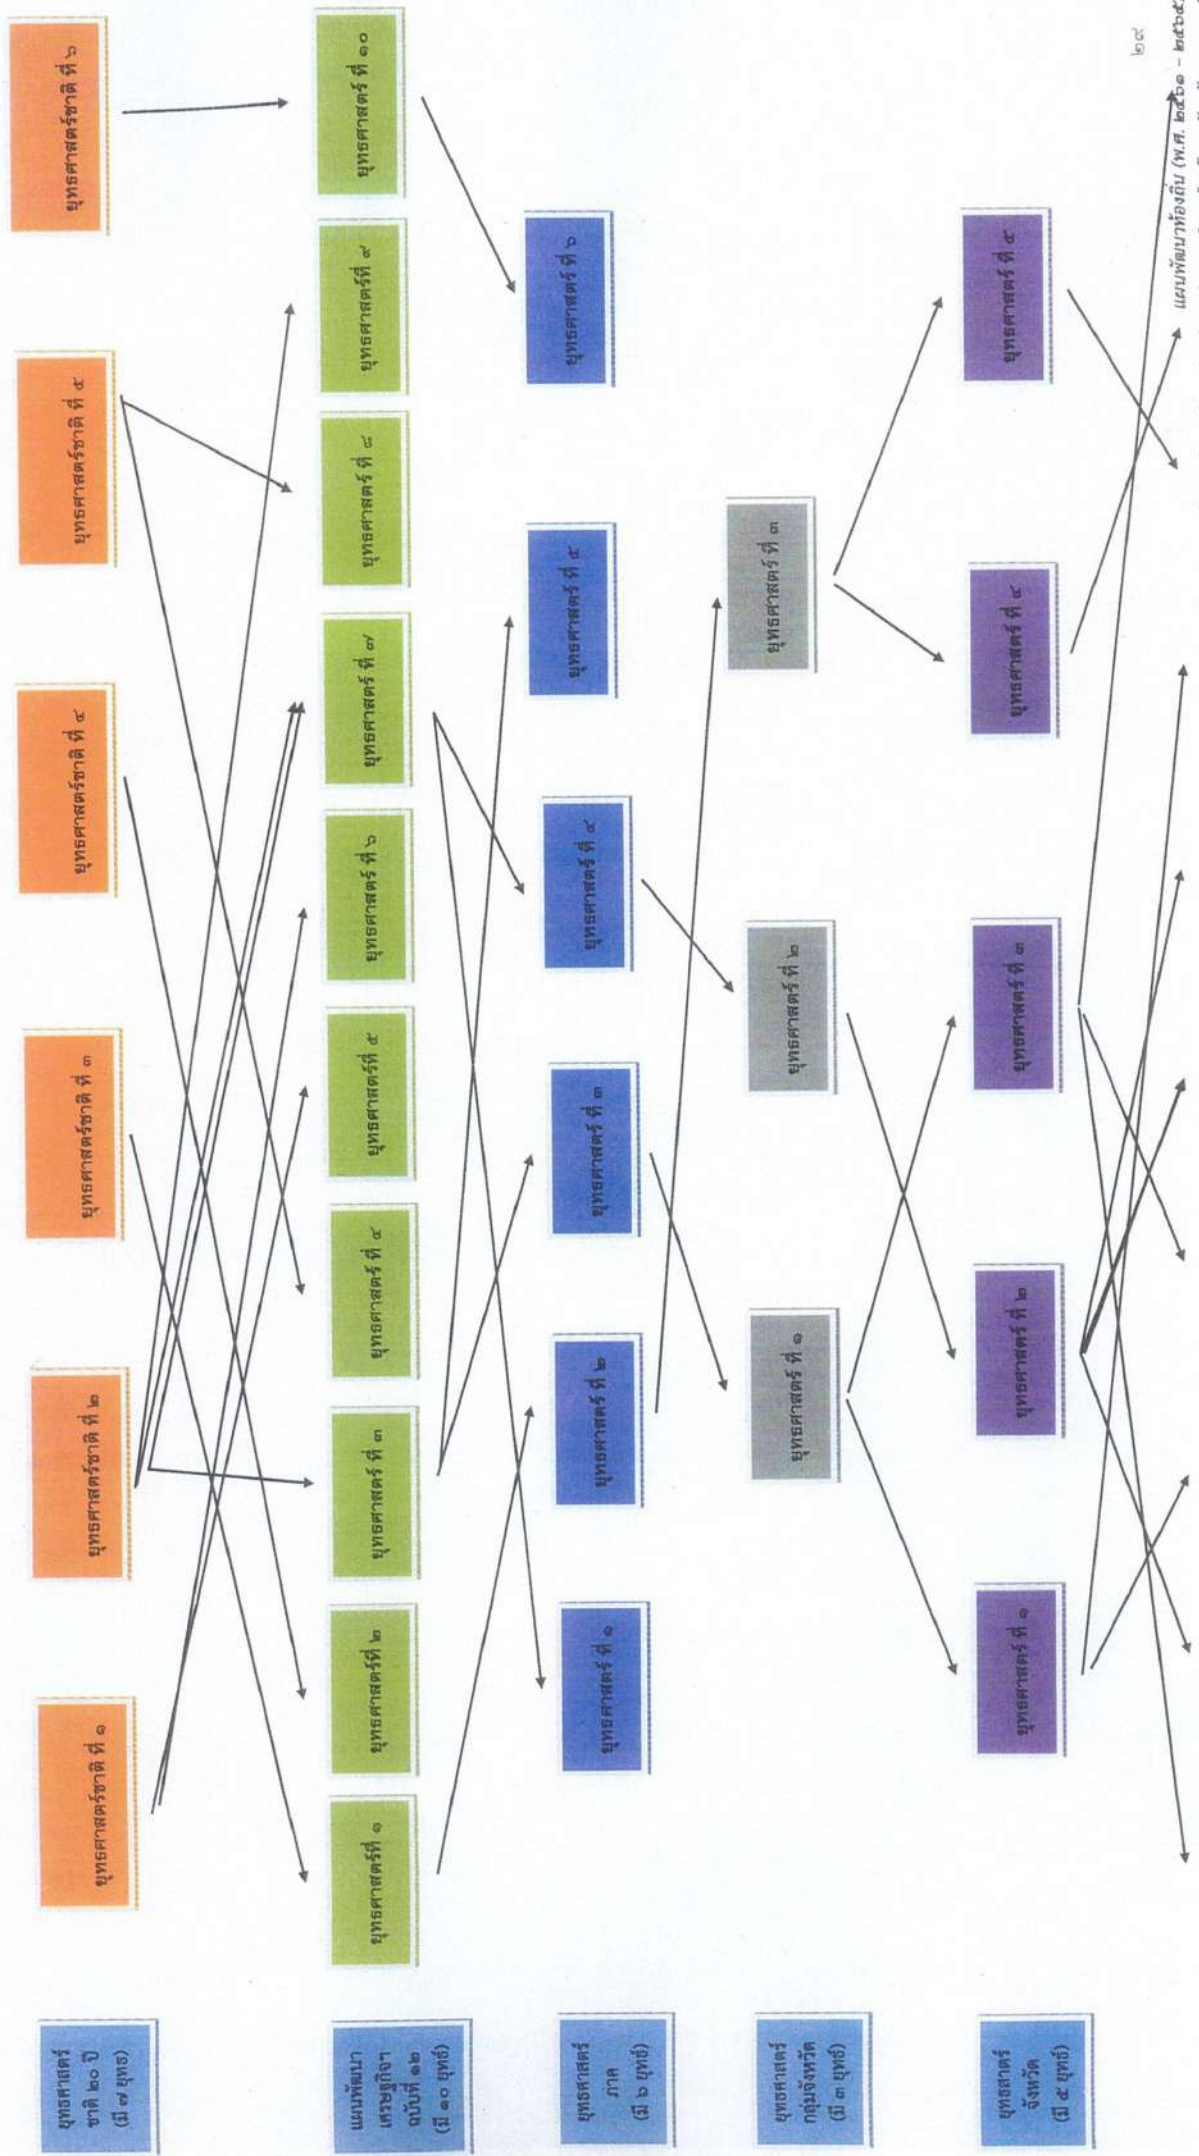 ยุทธศาสตร์
ชาติ ๒๐ ปี
(มี ๗ ยุทธ)
ยุทธศาสตร์ชาติ ที่ ๑
ยุทธศาสตร์ชาติ ที่ ๒
ยุทธศาสตร์ชาติ ที่ ๓
ยุทธศาสตร์ชาติ ที่ ๔
ยุทธศาสตร์ชาติ ที่ ๕
ยุทธศาสตร์ชาติ ที่ ๖
แผนพัฒนา
เศรษฐกิจฯ
ฉบับที่ ๑๒
(มี ๑๐ ยุทธ์)
ยุทธศาสตร์ที่ ๑
ยุทธศาสตร์ที่ ๒
ยุทธศาสตร์ ที่ ๓
ยุทธศาสตร์ ที่ ๔
ยุทธศาสตร์ที่ ๕
ยุทธศาสตร์ ที่ ๖
ยุทธศาสตร์ ที่ ๗
ยุทธศาสตร์ ที่ ๘
ยุทธศาสตร์ที่ ๙
ยุทธศาสตร์ ที่ ๑๐
ยุทธศาสตร์
ภาค
(มี ๖ ยุทธ์)
ยุทธศาสตร์ ที่ ๑
ยุทธศาสตร์ ที่ ๒
ยุทธศาสตร์ ที่ ๓
ยุทธศาสตร์ ที่ ๔
ยุทธศาสตร์ ที่ ๕
ยุทธศาสตร์ ที่ ๖
ยุทธศาสตร์
กลุ่มจังหวัด
(มี ๓ ยุทธ์)
ยุทธศาสตร์ ที่ ๑
ยุทธศาสตร์ ที่ ๒
ยุทธศาสตร์ ที่ ๓
ยุทธสาตร์
จังหวัด
(มี ๕ ยุทธ์)
ยุทธศาสตร์ ที่ ๑
ยุทธศาสตร์ ที่ ๒
ยุทธศาสตร์ ที่ ๓
ยุทธศาสตร์ ที่ ๔
ยุทธศาสตร์ ที่ ๕
๒๙
แผนพัฒนาท้องถิ่น (พ.ศ. ๒๕๖๑ - ๒๕๖๕)